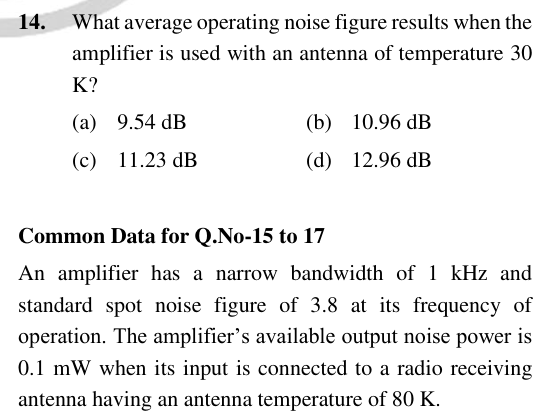 14. What average operating noise figure results when the
amplifier is used with an antenna of temperature 30
K?
(a) 9.54 dB (b) 10.96 dB
(c) 11.23 dB (d) 12.96 dB
Common Data for Q.No-15 to 17
An amplifier has a narrow bandwidth of 1 kHz and
standard spot noise figure of 3.8 at its frequency of
operation. The amplifier’s available output noise power is
0.1 mW when its input is connected to a radio receiving
antenna having an antenna temperature of 80 K.